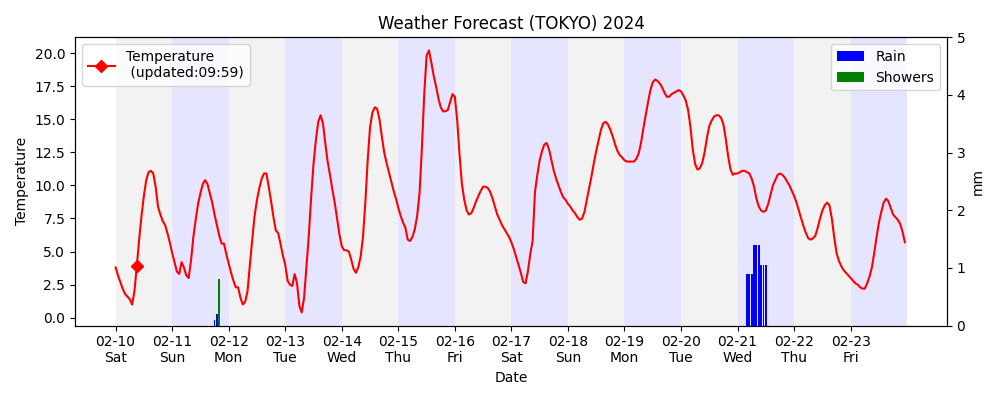 Weather Forecast (TOKYO) 2024
Temperature
(updated:09:59)
Rain
Showers
Temperature
20.0
17.5
15.0
12.5
10.0
7.5
5.0
2.5
0.0
5
4
3
2
1
0
mm
02-10 02-11 02-12 02-13 02-14 02-15 02-16 02-17 02-18 02-19 02-20 02-21 02-22 02-23
Sat Sun Mon Tue Wed Thu Fri Sat Sun Mon Tue Wed Thu Fri
Date